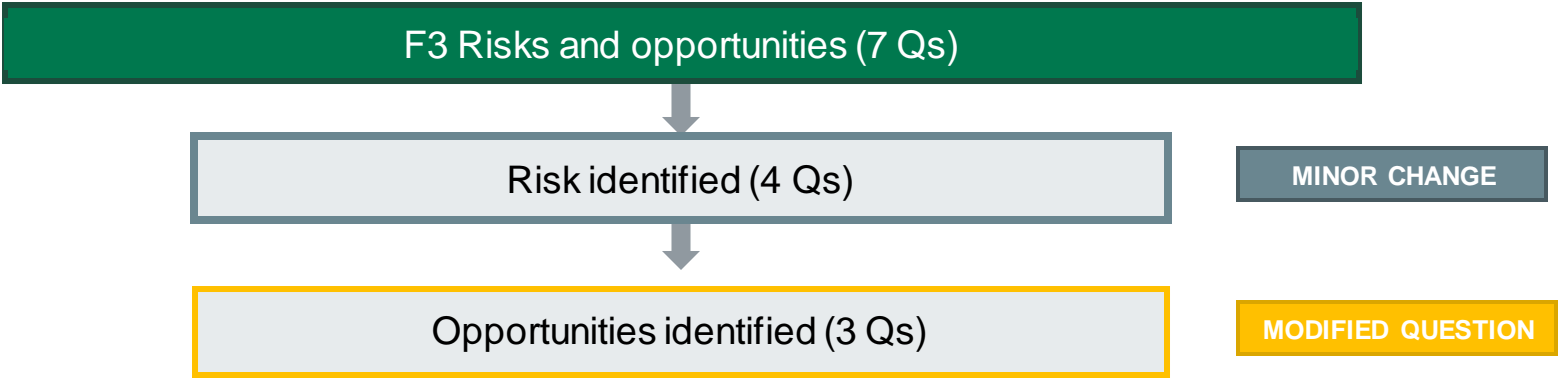 F3 Risks and opportunities (7 Qs)
Risk identified (4 Qs)
MINOR CHANGE
Opportunities identified (3 Qs)
MODIFIED QUESTION